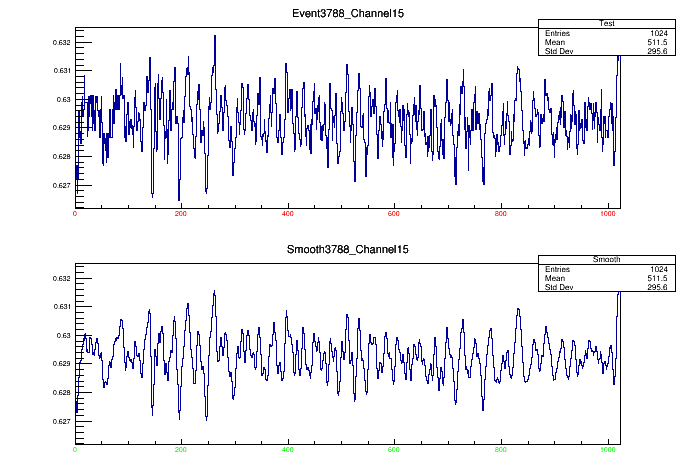 Event3788_Channel15
Test
Entries 1024
Mean 511.5
Std Dev 295.6
0.632
0.631
0.63
0.629
0.628
0.627
0 200 400 600 800 1000
Smooth3788_Channel15
Smooth
Entries 1024
Mean 511.5
Std Dev 295.6
0.632
0.631
0.63
0.629
0.628
0.627
0 200 400 600 800 1000